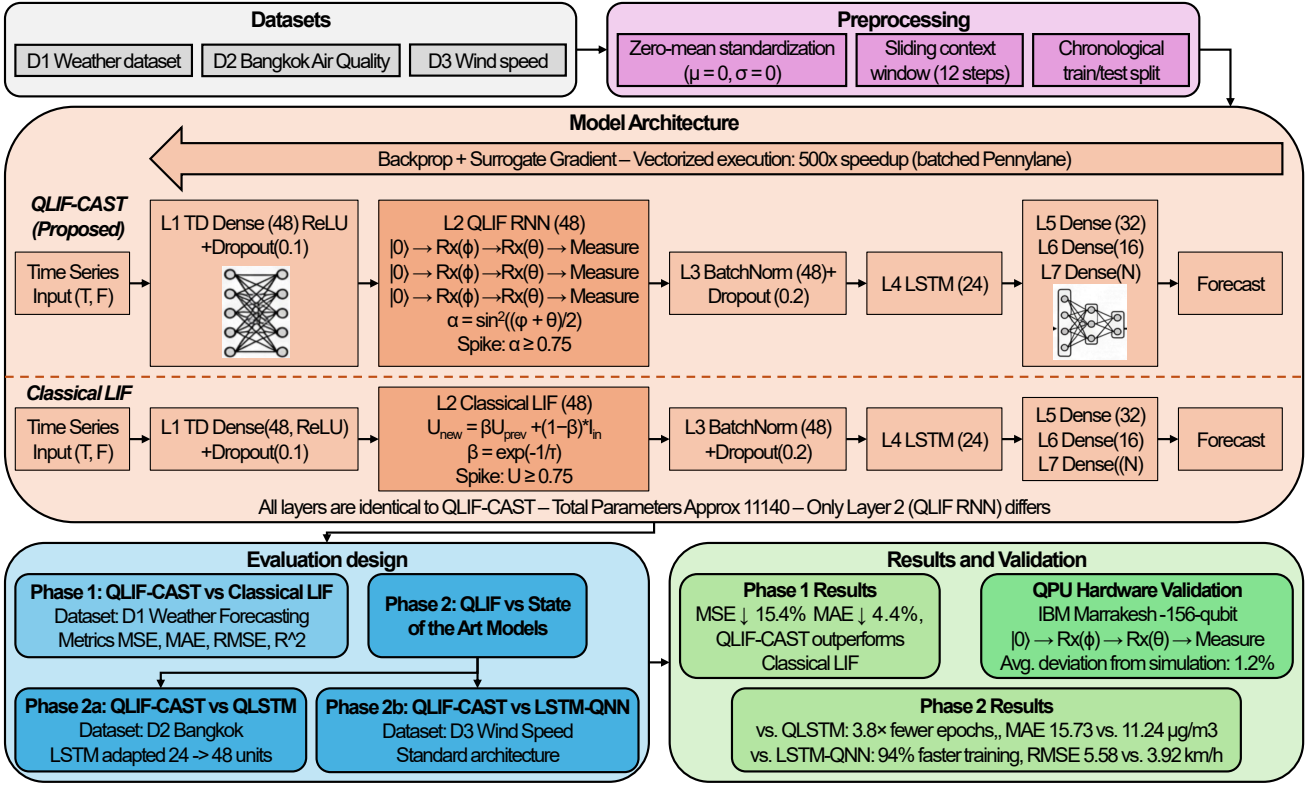 Datasets
D1 Weather dataset
D2 Bangkok Air Quality
D3 Wind speed
Preprocessing
Zero-mean standardization
(μ = 0, σ = 0)
Sliding context
window (12 steps)
Chronological
train/test split
Model Architecture
Backprop + Surrogate Gradient – Vectorized execution: 500x speedup (batched Pennylane)
QLIF-CAST
(Proposed)
Time Series
Input (T, F)
L1 TD Dense (48) ReLU
+Dropout(0.1)
L2 QLIF RNN (48)
|0⟩ → Rx(ϕ) →Rx(θ) → Measure
|0⟩ → Rx(ϕ) →Rx(θ) → Measure
|0⟩ → Rx(ϕ) →Rx(θ) → Measure
α = sin²((φ + θ)/2)
Spike: α ≥ 0.75
L3 BatchNorm (48)+
Dropout (0.2)
L4 LSTM (24)
L5 Dense (32)
L6 Dense(16)
L7 Dense(N)
Forecast
Classical LIF
Time Series
Input (T, F)
L1 TD Dense(48, ReLU)
+Dropout(0.1)
L2 Classical LIF (48)
Uₙₑw = βUₚᵣₑᵥ +(1−β)*Iᵢₙ
β = exp(-1/τ)
Spike: U ≥ 0.75
L3 BatchNorm (48)
+Dropout(0.2)
L4 LSTM (24)
L5 Dense (32)
L6 Dense(16)
L7 Dense((N)
Forecast
All layers are identical to QLIF-CAST – Total Parameters Approx 11140 – Only Layer 2 (QLIF RNN) differs
Evaluation design
Phase 1: QLIF-CAST vs Classical LIF
Dataset: D1 Weather Forecasting
Metrics MSE, MAE, RMSE, R^2
Phase 2: QLIF vs State
of the Art Models
Phase 2a: QLIF-CAST vs QLSTM
Dataset: D2 Bangkok
LSTM adapted 24 -> 48 units
Phase 2b: QLIF-CAST vs LSTM-QNN
Dataset: D3 Wind Speed
Standard architecture
Results and Validation
Phase 1 Results
MSE ↓ 15.4% MAE ↓ 4.4%,
QLIF-CAST outperforms
Classical LIF
QPU Hardware Validation
IBM Marrakesh -156-qubit
|0⟩ → Rx(ϕ) → Rx(θ) → Measure
Avg. deviation from simulation: 1.2%
Phase 2 Results
vs. QLSTM: 3.8× fewer epochs,, MAE 15.73 vs. 11.24 µg/m3
vs. LSTM-QNN: 94% faster training, RMSE 5.58 vs. 3.92 km/h